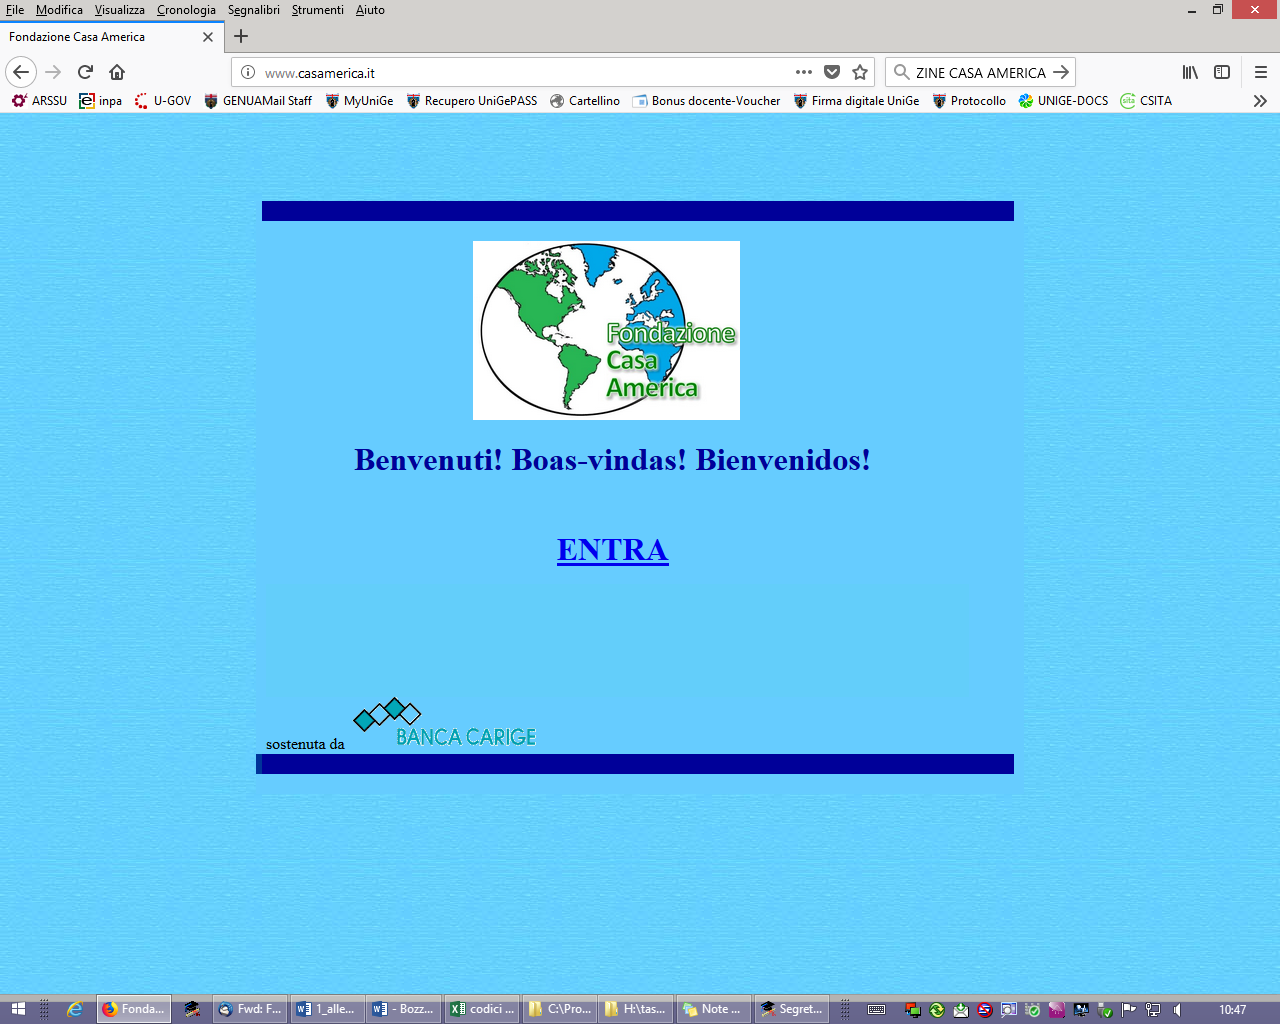 File Modifica Visualizza Cronologia Segnalibri Strumenti Aiuto
Fondazione Casa America
www.casamerica.it
ZINE CASA AMERICA
ARSSU inpa U-GOV GENUAMail Staff MyUniGe Recupero UniGePASS Cartellino Bonus docente-Voucher Firma digitale UniGe Protocollo UNIGE-DOCS CSITA
Fondazione
Casa
America
Benvenuti! Boas-vindas! Bienvenidos!
ENTRA
sostenuta da BANCA CARIGE
Fonda... Fwd: F... 1_alle... - Bozz... codici ... C:\Pro... H:\tas... Note ... Segret... 10:47